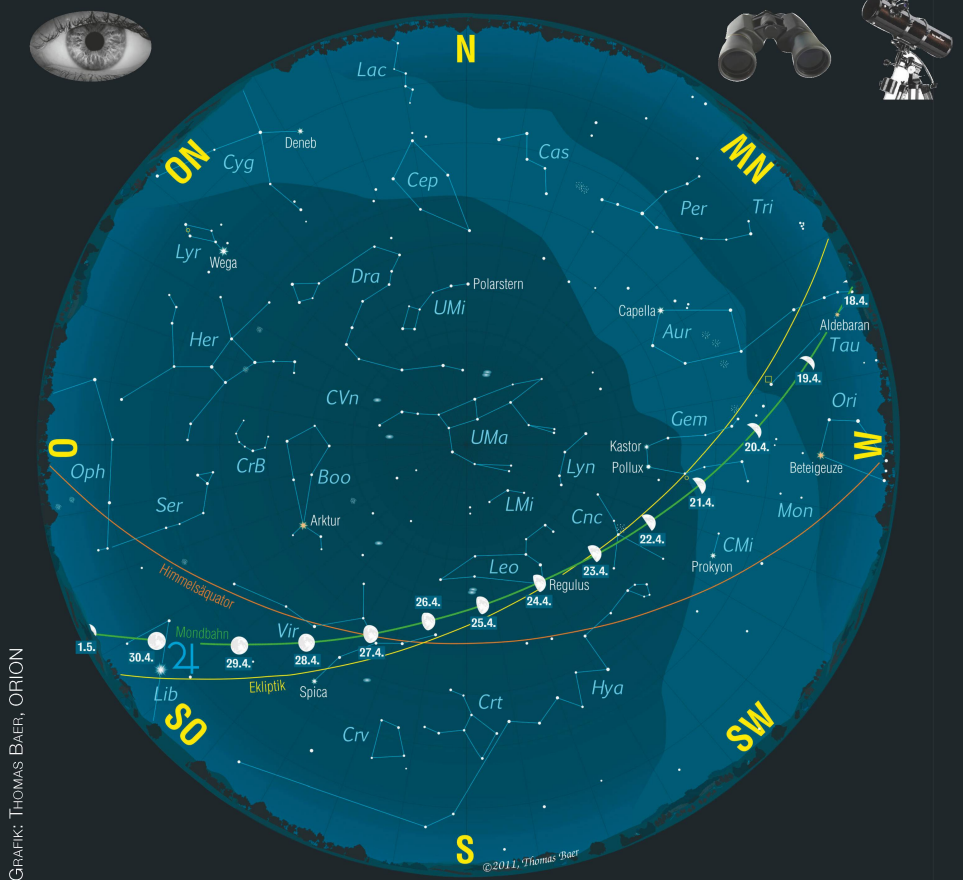 N
Lac
Deneb
NO
NW
Cyg
Cas
Cep
Per
Tri
Lyr
Wega
Dra
Polarstern
UMi
Capella
18.4.
Aldebaran
Aur
Tau
Her
19.4.
CVn
Ori
Gem
UMa
20.4.
O
W
Kastor
Pollux
Lyn
Beteigeuze
CrB
Boo
Oph
Ser
21.4.
LMi
Mon
Cnc
Arktur
22.4.
CMi
Prokyon
23.4.
Leo
Himmelsäquator
Regulus
24.4.
26.4.
25.4.
Vir
Mondbahn
1.5.
30.4.
29.4.
28.4.
27.4.
♃
Ekliptik
Spica
Lib
Hya
Crt
SO
SW
Crv
S
©2011, Thomas Baer
GRAFIK: THOMAS BAER, ORION